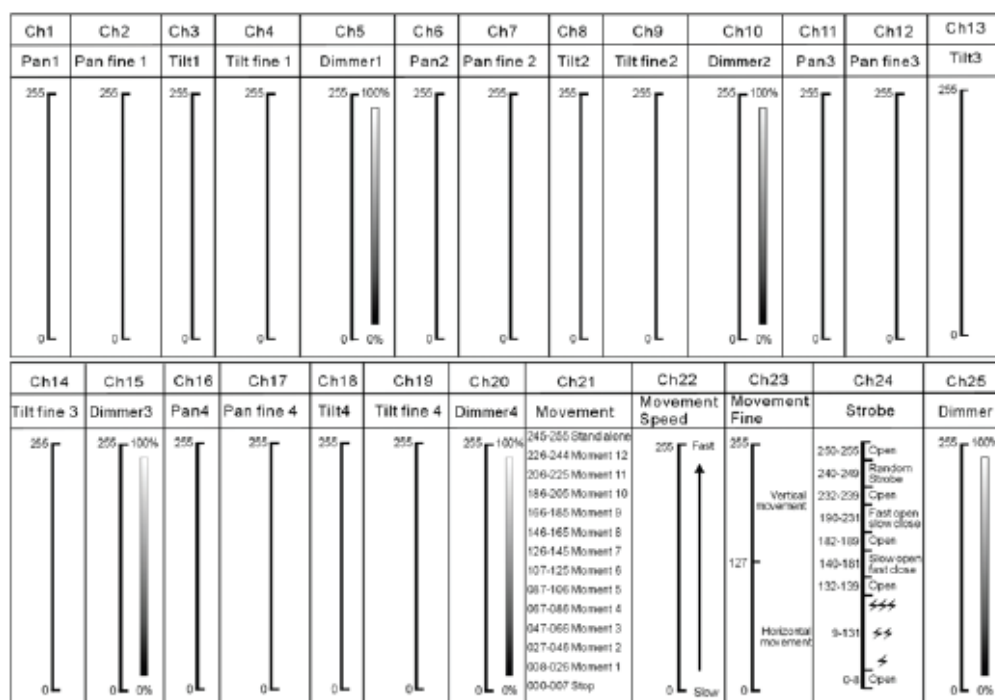 Ch1 Ch2 Ch3 Ch4 Ch5 Ch6 Ch7 Ch8 Ch9 Ch10 Ch11 Ch12 Ch13
Pan1 Pan fine 1 Tilt1 Tilt fine 1 Dimmer1 Pan2 Pan fine 2 Tilt2 Tilt fine2 Dimmer2 Pan3 Pan fine3 Tilt3
255 255 255 255 255 100% 255 255 255 255 255 100% 255 255 255
0 0 0 0 0 0% 0 0 0 0 0 0% 0 0 0
Ch14 Ch15 Ch16 Ch17 Ch18 Ch19 Ch20 Ch21 Ch22 Ch23 Ch24 Ch25
Tilt fine 3 Dimmer3 Pan4 Pan fine 4 Tilt4 Tilt fine 4 Dimmer4 Movement Movement Speed Movement Fine Strobe Dimmer
255 255 100% 255 255 255 255 255 100%
245-255 Stand alone
226-244 Moment 12
206-225 Moment 11
186-205 Moment 10
166-185 Moment 9
146-165 Moment 8
126-145 Moment 7
107-125 Moment 6
087-106 Moment 5
067-086 Moment 4
047-066 Moment 3
027-046 Moment 2
008-026 Moment 1
000-007 Stop
255 Fast
0 Slow
255
Vertical
movement
127
Horizontal
movement
0
250-255 Open
240-249 Random
Strobe
232-239 Open
190-231 Fast open
slow close
182-189 Open
140-181 Slow open
fast close
132-139 Open
9-131
0-8 Open
255 100%
0 0 0% 0 0 0 0 0 0%
0 0%